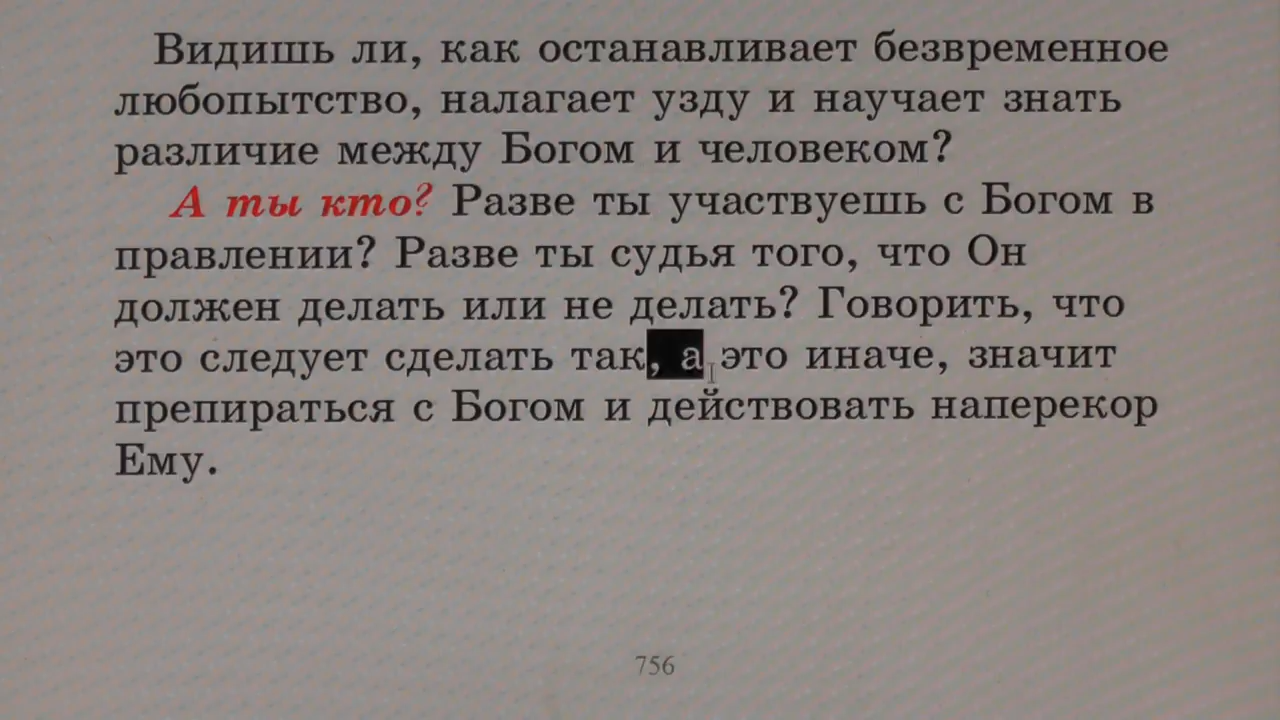 Видишь ли, как останавливает безвременное
любопытство, налагает узду и научает знать
различие между Богом и человеком?
А ты кто? Разве ты участвуешь с Богом в
правлении? Разве ты судья того, что Он
должен делать или не делать? Говорить, что
это следует сделать так, а это иначе, значит
препираться с Богом и действовать наперекор
Ему.
756